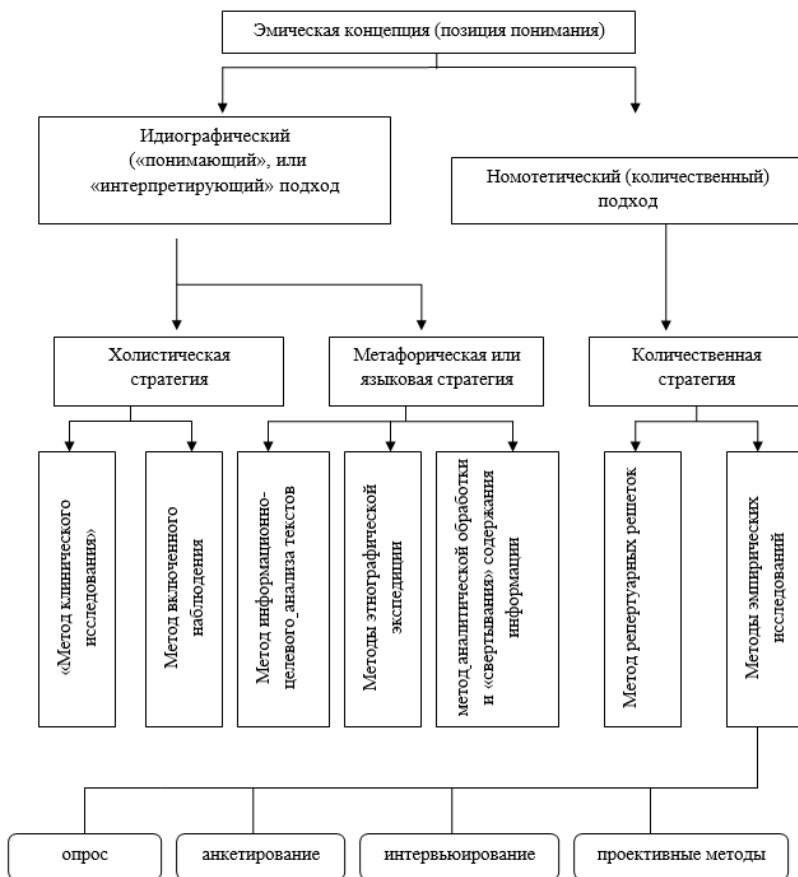 Эмическая концепция (позиция понимания)
Идиографический
(«понимающий», или
«интерпретирующий» подход
Номотетический (количественный)
подход
Холистическая
стратегия
Метафорическая или
языковая стратегия
Количественная
стратегия
«Метод клинического
исследования»
Метод включенного
наблюдения
Метод информационно-
целевого анализа текстов
Методы этнографической
экспедиции
метод аналитической обработки
и «свертывания» содержания
информации
Метод репертуарных решеток
Методы эмпирических
исследований
опрос
анкетирование
интервьюирование
проективные методы